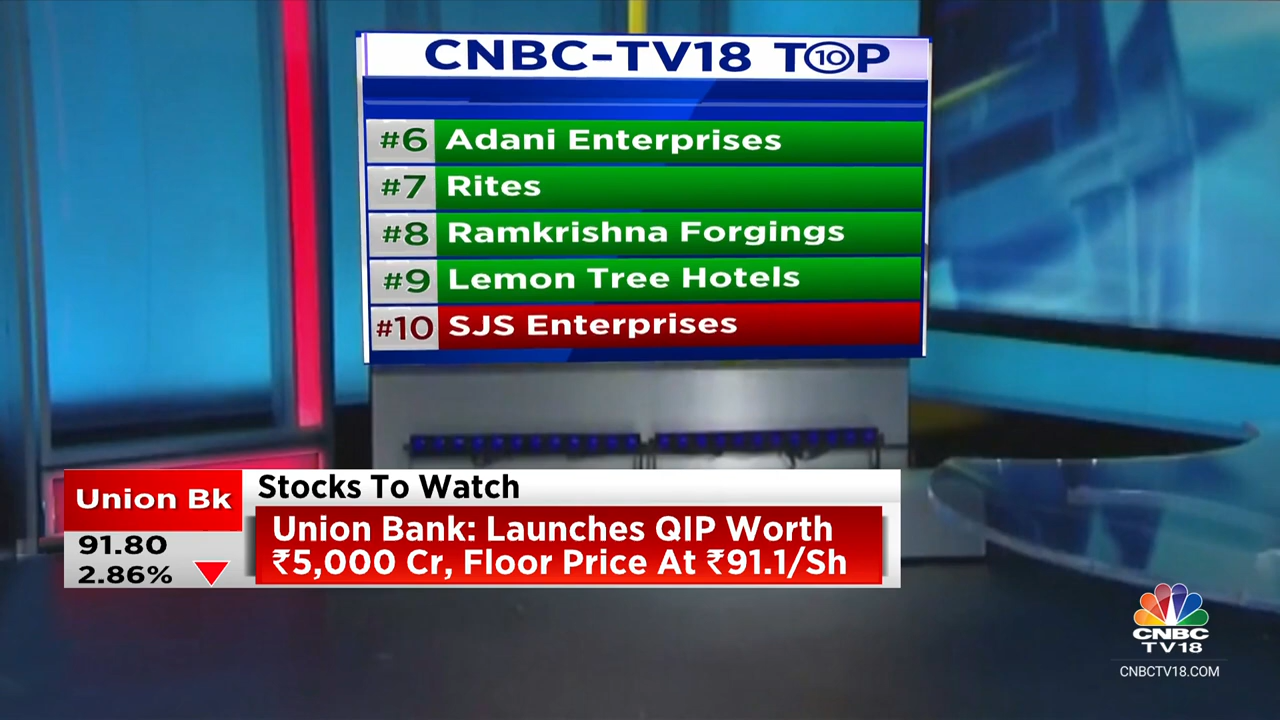 CNBC-TV18 TOP 10
#6 Adani Enterprises
#7 Rites
#8 Ramkrishna Forgings
#9 Lemon Tree Hotels
#10 SJS Enterprises
Union Bk
91.80
2.86%
Stocks To Watch
Union Bank: Launches QIP Worth
₹5,000 Cr, Floor Price At ₹91.1/Sh
CNBC
TV18
CNBCTV18.COM